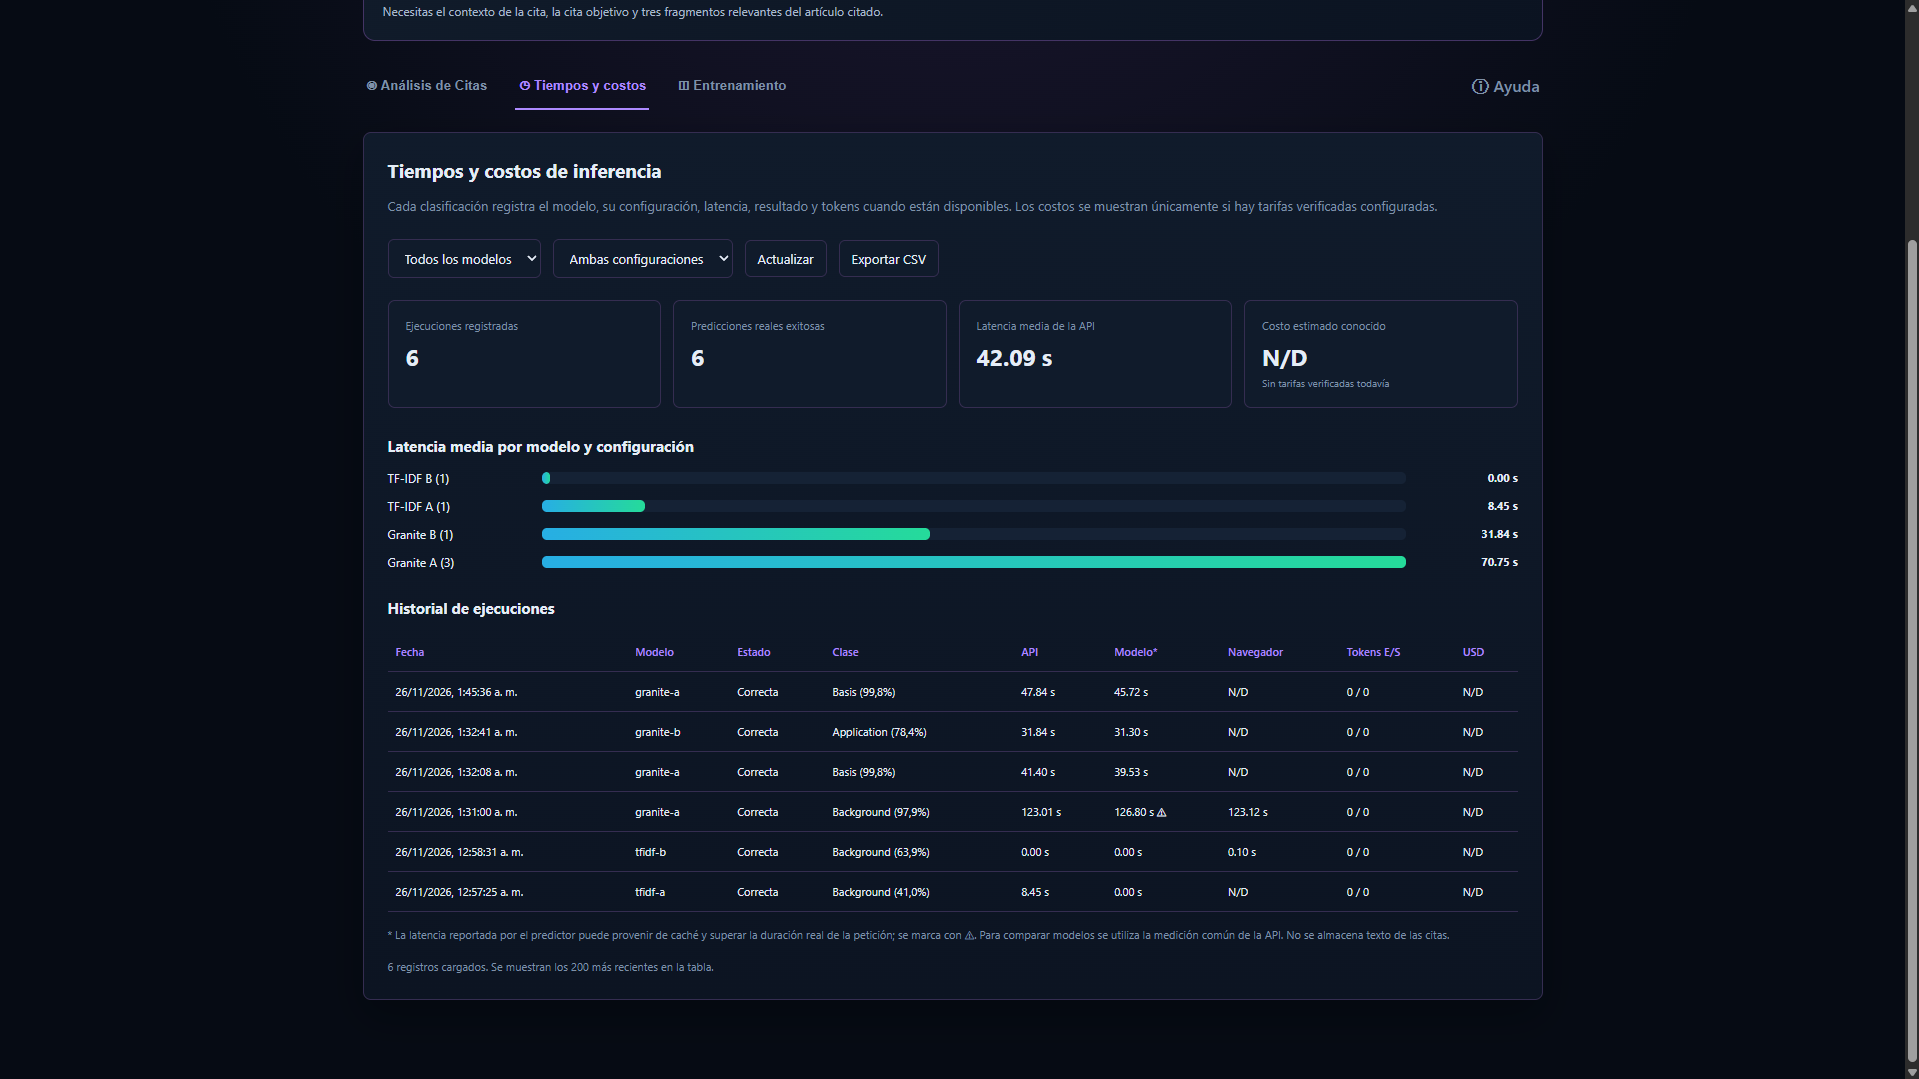 Necesitas el contexto de la cita, la cita objetivo y tres fragmentos relevantes del artículo citado.
Análisis de Citas Tiempos y costos Entrenamiento Ayuda
Tiempos y costos de inferencia
Cada clasificación registra el modelo, su configuración, latencia, resultado y tokens cuando están disponibles. Los costos se muestran únicamente si hay tarifas verificadas configuradas.
Todos los modelos Ambas configuraciones Actualizar Exportar CSV
Ejecuciones registradas Predicciones reales exitosas Latencia media de la API Costo estimado conocido
6 6 42.09 s N/D
Sin tarifas verificadas todavía
Latencia media por modelo y configuración
TF-IDF B (1) 0.00 s
TF-IDF A (1) 8.45 s
Granite B (1) 31.84 s
Granite A (3) 70.75 s
Historial de ejecuciones
Fecha Modelo Estado Clase API Modelo* Navegador Tokens E/S USD
26/11/2026, 1:45:36 a. m. granite-a Correcta Basis (99,8%) 47.84 s 45.72 s N/D 0 / 0 N/D
26/11/2026, 1:32:41 a. m. granite-b Correcta Application (78,4%) 31.84 s 31.30 s N/D 0 / 0 N/D
26/11/2026, 1:32:08 a. m. granite-a Correcta Basis (99,8%) 41.40 s 39.53 s N/D 0 / 0 N/D
26/11/2026, 1:31:00 a. m. granite-a Correcta Background (97,9%) 123.01 s 126.80 s ⚠ 123.12 s 0 / 0 N/D
26/11/2026, 12:58:31 a. m. tfidf-b Correcta Background (63,9%) 0.00 s 0.00 s 0.10 s 0 / 0 N/D
26/11/2026, 12:57:25 a. m. tfidf-a Correcta Background (41,0%) 8.45 s 0.00 s N/D 0 / 0 N/D
* La latencia reportada por el predictor puede provenir de caché y superar la duración real de la petición; se marca con ⚠. Para comparar modelos se utiliza la medición común de la API. No se almacena texto de las citas.
6 registros cargados. Se muestran los 200 más recientes en la tabla.